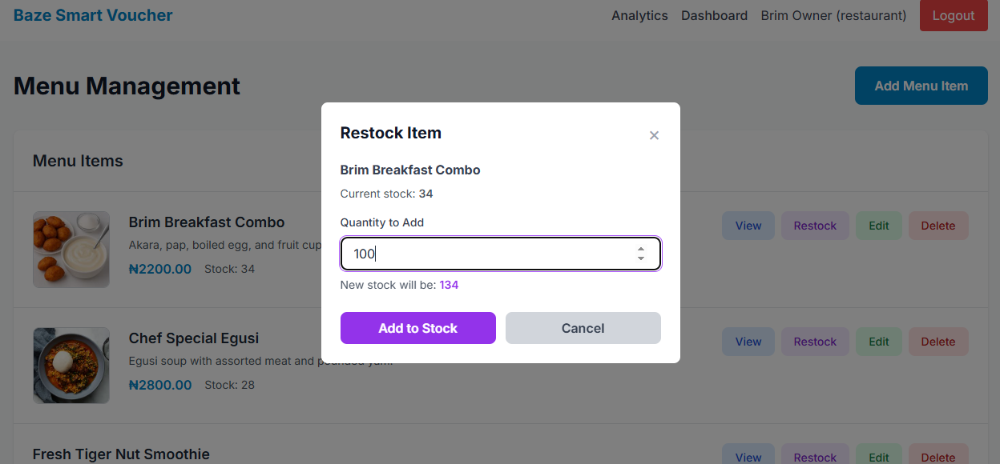 Baze Smart Voucher
Analytics Dashboard Brim Owner (restaurant) Logout
Menu Management
Add Menu Item
Restock Item
×
Menu Items
Brim Breakfast Combo
Current stock: 34
Quantity to Add
100
New stock will be: 134
Add to Stock Cancel
Brim Breakfast Combo
Akara, pap, boiled egg, and fruit cup
₦2200.00 Stock: 34
View Restock Edit Delete
Chef Special Egusi
Egusi soup with assorted meat and pounded yam.
₦2800.00 Stock: 28
View Restock Edit Delete
Fresh Tiger Nut Smoothie
View Restock Edit Delete